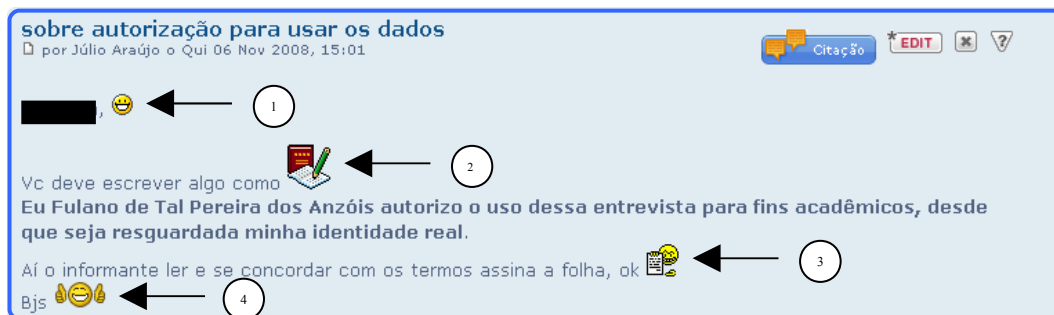 sobre autorização para usar os dados
por Júlio Araújo o Qui 06 Nov 2008, 15:01
Citação
*EDIT
?
, 1
2
Vc deve escrever algo como
Eu Fulano de Tal Pereira dos Anzóis autorizo o uso dessa entrevista para fins acadêmicos, desde
que seja resguardada minha identidade real.
Aí o informante ler e se concordar com os termos assina a folha, ok 3
Bjs 4